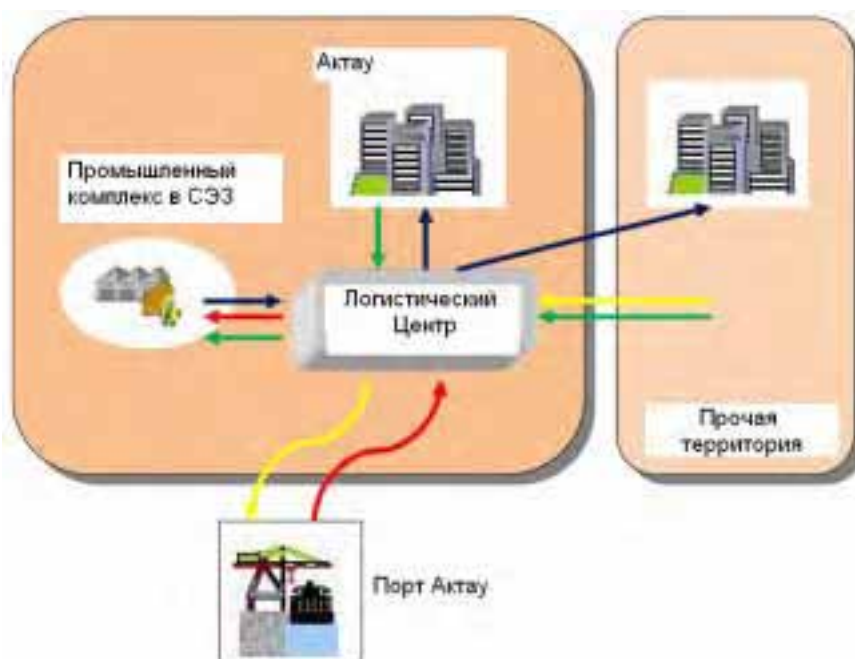 Актау
Промышленный
комплекс в СЭЗ
Логистический
Центр
Прочая
территория
Порт Актау